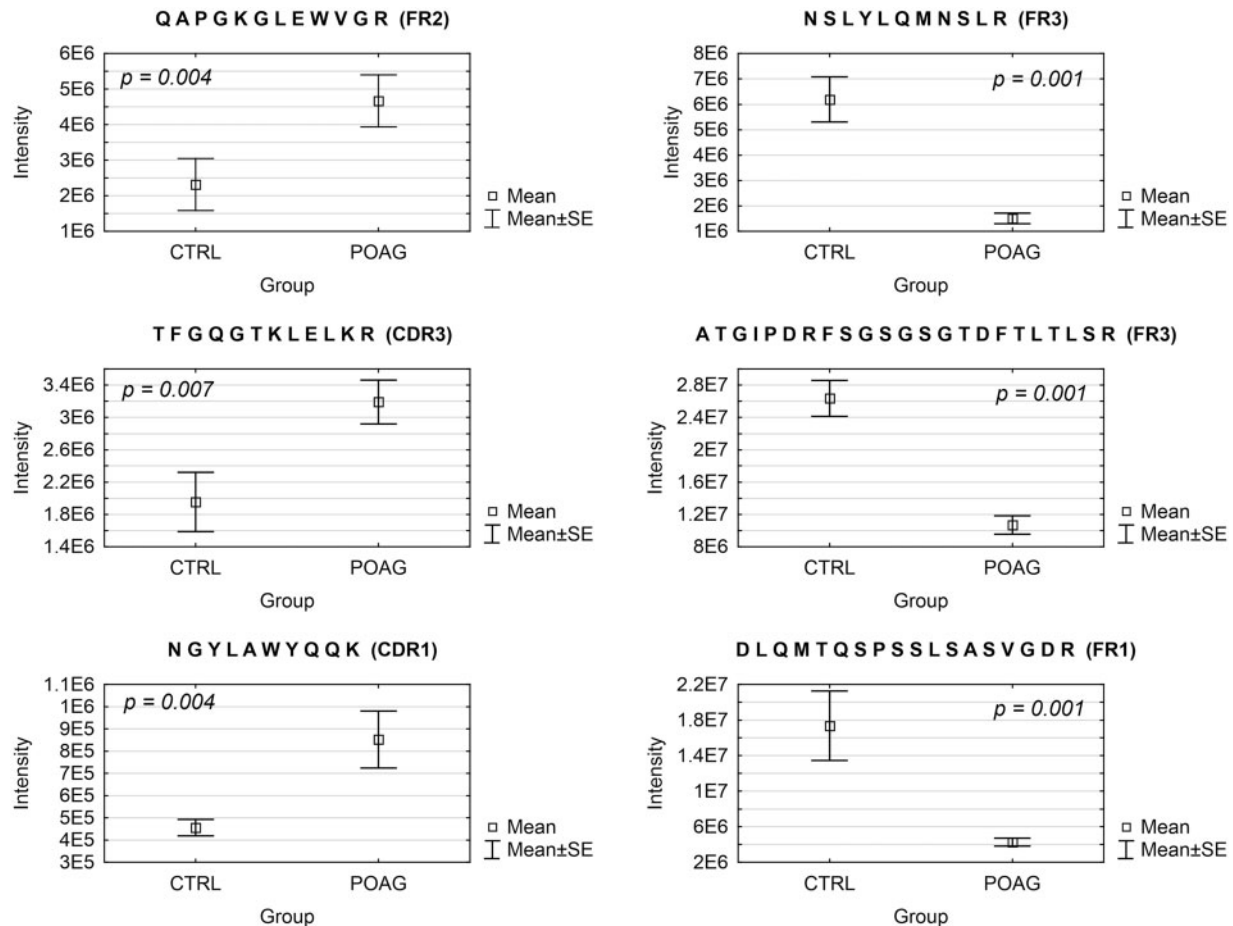 Q A P G K G L E W V G R (FR2)
6E6
5E6
4E6
3E6
2E6
1E6
Intensity
p = 0.004
CTRL
POAG
Group
Mean
Mean±SE
N S L Y L Q M N S L R (FR3)
8E6
7E6
6E6
5E6
4E6
3E6
2E6
1E6
Intensity
p = 0.001
CTRL
POAG
Group
Mean
Mean±SE
T F G Q G T K L E L K R (CDR3)
3.4E6
3E6
2.6E6
2.2E6
1.8E6
1.4E6
Intensity
p = 0.007
CTRL
POAG
Group
Mean
Mean±SE
A T G I P D R F S G S G S G T D F T L T L S R (FR3)
2.8E7
2.4E7
2E7
1.6E7
1.2E7
8E6
Intensity
p = 0.001
CTRL
POAG
Group
Mean
Mean±SE
N G Y L A W Y Q Q K (CDR1)
1.1E6
1E6
9E5
8E5
7E5
6E5
5E5
4E5
3E5
Intensity
p = 0.004
CTRL
POAG
Group
Mean
Mean±SE
D L Q M T Q S P S S L S A S V G D R (FR1)
2.2E7
1.8E7
1.4E7
1E7
6E6
2E6
Intensity
p = 0.001
CTRL
POAG
Group
Mean
Mean±SE